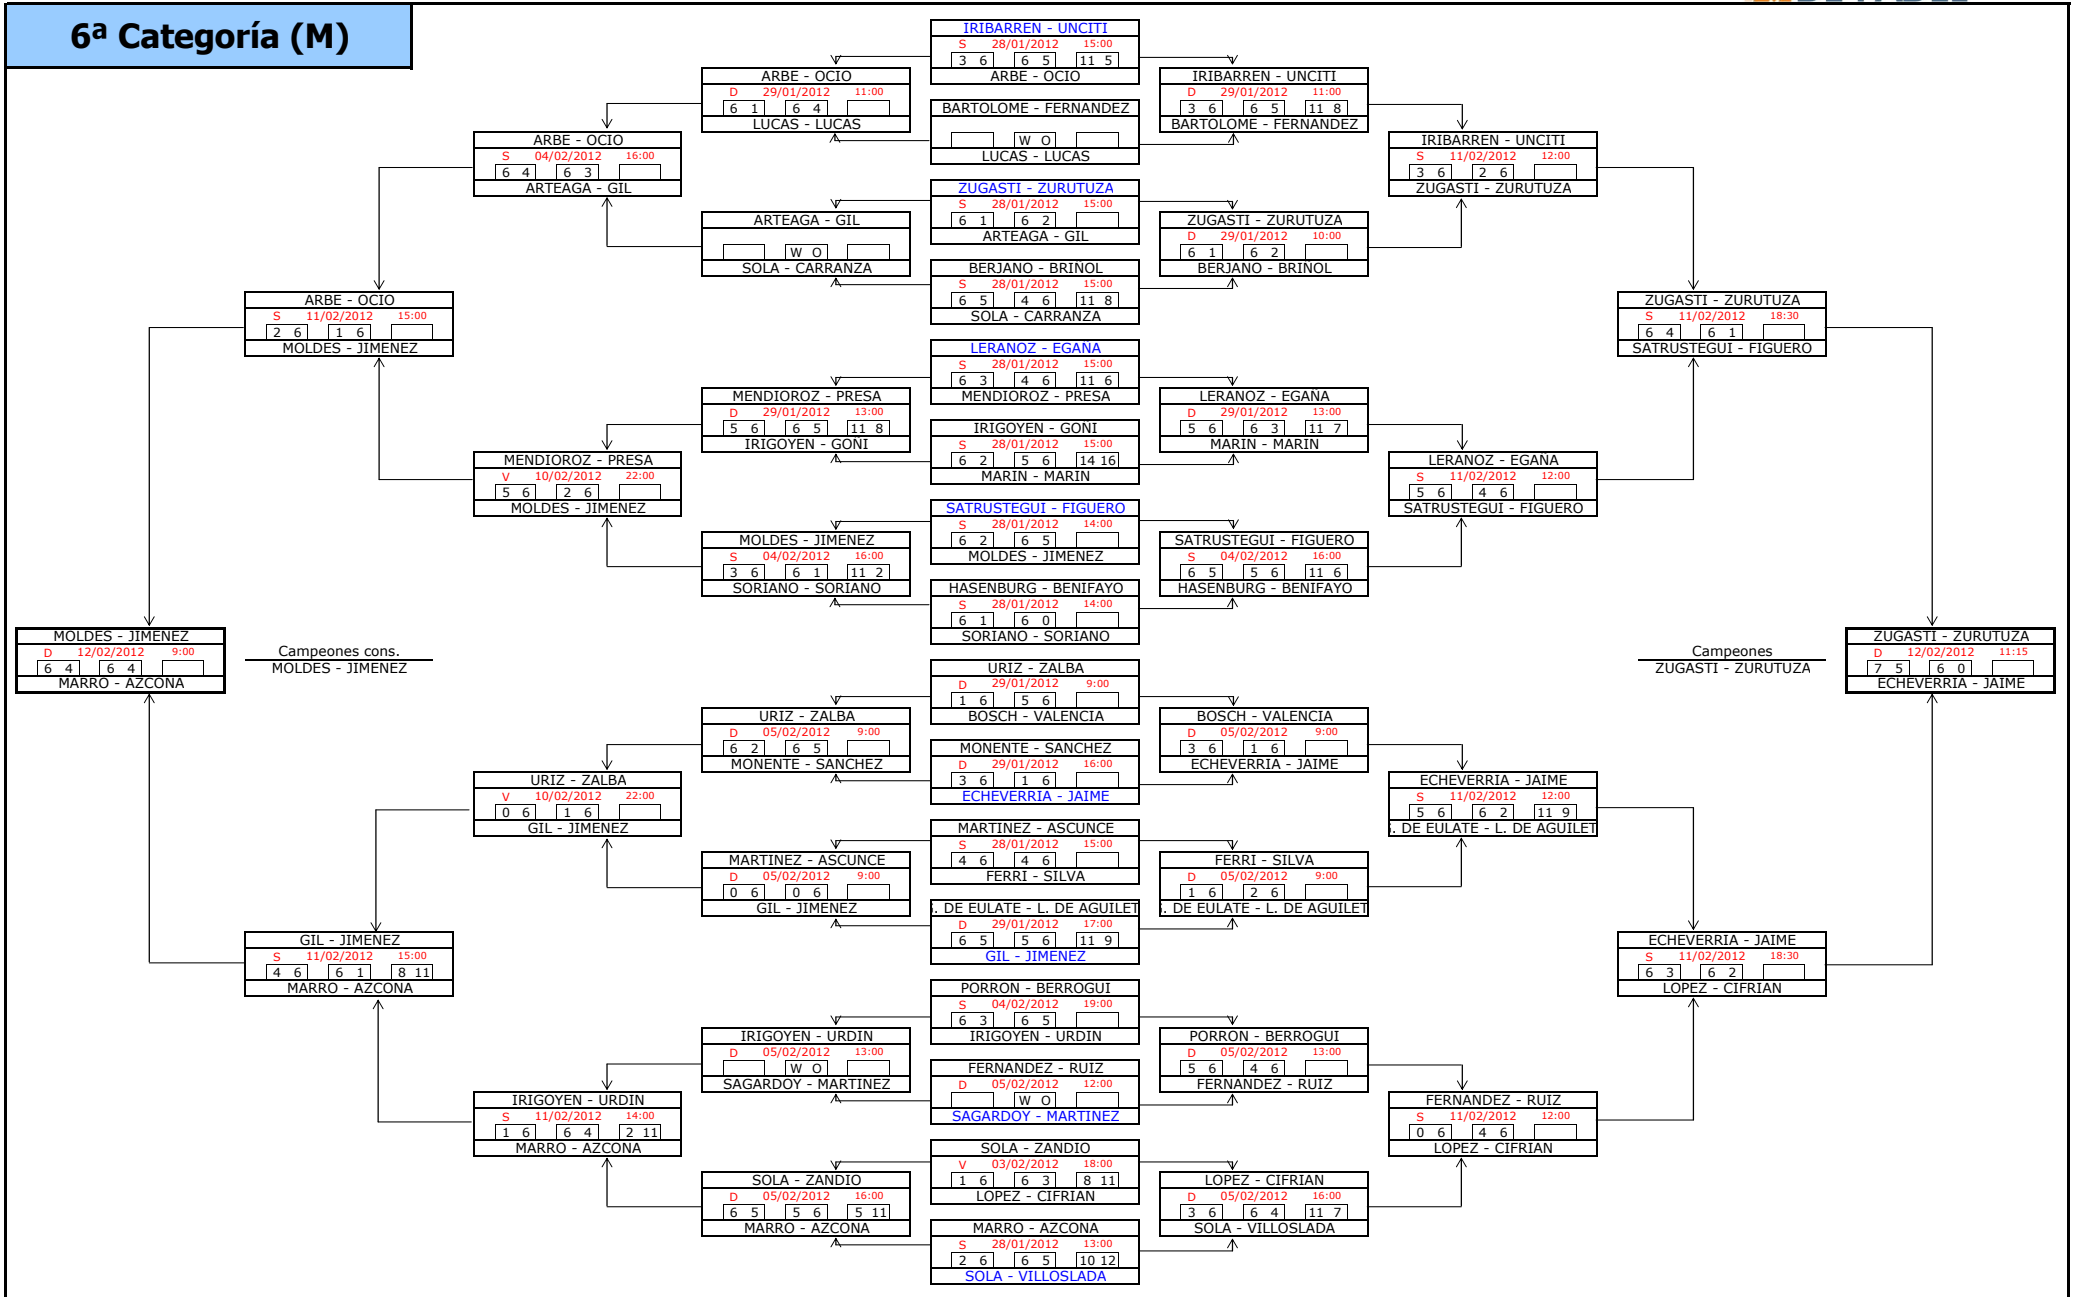 6ª Categoría (M)
IRIBARREN - UNCITI
S 28/01/2012 15:00
3 6 6 5 11 5
ARBE - OCIO
BARTOLOME - FERNANDEZ
W O
LUCAS - LUCAS
ZUGASTI - ZURUTUZA
S 28/01/2012 15:00
6 1 6 2
ARTEAGA - GIL
BERJANO - BRIÑOL
S 28/01/2012 15:00
6 5 4 6 11 8
SOLA - CARRANZA
LERANOZ - EGAÑA
S 28/01/2012 15:00
6 3 4 6 11 6
MENDIOROZ - PRESA
IRIGOYEN - GOÑI
S 28/01/2012 15:00
6 2 5 6 14 16
MARIN - MARIN
SATRUSTEGUI - FIGUERO
S 28/01/2012 14:00
6 2 6 5
MOLDES - JIMENEZ
HASENBURG - BENIFAYO
S 28/01/2012 14:00
6 1 6 0
SORIANO - SORIANO
URIZ - ZALBA
D 29/01/2012 9:00
1 6 5 6
BOSCH - VALENCIA
MONENTE - SANCHEZ
D 29/01/2012 16:00
3 6 1 6
ECHEVERRIA - JAIME
MARTINEZ - ASCUNCE
S 28/01/2012 15:00
4 6 4 6
FERRI - SILVA
. DE EULATE - L. DE AGUILET
D 29/01/2012 17:00
6 5 5 6 11 9
GIL - JIMENEZ
PORRON - BERROGUI
S 04/02/2012 19:00
6 3 6 5
IRIGOYEN - URDIN
FERNANDEZ - RUIZ
D 05/02/2012 12:00
W O
SAGARDOY - MARTINEZ
SOLA - ZANDIO
V 03/02/2012 18:00
1 6 6 3 8 11
LOPEZ - CIFRIAN
MARRO - AZCONA
S 28/01/2012 13:00
2 6 6 5 10 12
SOLA - VILLOSLADA
ARBE - OCIO
D 29/01/2012 11:00
6 1 6 4
LUCAS - LUCAS
ARTEAGA - GIL
W O
SOLA - CARRANZA
MENDIOROZ - PRESA
D 29/01/2012 13:00
5 6 6 5 11 8
IRIGOYEN - GOÑI
MOLDES - JIMENEZ
S 04/02/2012 16:00
3 6 6 1 11 2
SORIANO - SORIANO
URIZ - ZALBA
D 05/02/2012 9:00
6 2 6 5
MONENTE - SANCHEZ
MARTINEZ - ASCUNCE
D 05/02/2012 9:00
0 6 0 6
GIL - JIMENEZ
IRIGOYEN - URDIN
D 05/02/2012 13:00
W O
SAGARDOY - MARTINEZ
SOLA - ZANDIO
D 05/02/2012 16:00
6 5 5 6 5 11
MARRO - AZCONA
ARBE - OCIO
S 04/02/2012 16:00
6 4 6 3
ARTEAGA - GIL
MENDIOROZ - PRESA
V 10/02/2012 22:00
5 6 2 6
MOLDES - JIMENEZ
URIZ - ZALBA
V 10/02/2012 22:00
0 6 1 6
GIL - JIMENEZ
IRIGOYEN - URDIN
S 11/02/2012 14:00
1 6 6 4 2 11
MARRO - AZCONA
ARBE - OCIO
S 11/02/2012 15:00
2 6 1 6
MOLDES - JIMENEZ
GIL - JIMENEZ
S 11/02/2012 15:00
4 6 6 1 8 11
MARRO - AZCONA
MOLDES - JIMENEZ
D 12/02/2012 9:00
6 4 6 4
MARRO - AZCONA
Campeones cons.
MOLDES - JIMENEZ
IRIBARREN - UNCITI
D 29/01/2012 11:00
3 6 6 5 11 8
BARTOLOME - FERNANDEZ
ZUGASTI - ZURUTUZA
D 29/01/2012 10:00
6 1 6 2
BERJANO - BRIÑOL
LERANOZ - EGAÑA
D 29/01/2012 13:00
5 6 6 3 11 7
MARIN - MARIN
SATRUSTEGUI - FIGUERO
S 04/02/2012 16:00
6 5 5 6 11 6
HASENBURG - BENIFAYO
BOSCH - VALENCIA
D 05/02/2012 9:00
3 6 1 6
ECHEVERRIA - JAIME
FERRI - SILVA
D 05/02/2012 9:00
1 6 2 6
. DE EULATE - L. DE AGUILET
PORRON - BERROGUI
D 05/02/2012 13:00
5 6 4 6
FERNANDEZ - RUIZ
LOPEZ - CIFRIAN
D 05/02/2012 16:00
3 6 6 4 11 7
SOLA - VILLOSLADA
IRIBARREN - UNCITI
S 11/02/2012 12:00
3 6 2 6
ZUGASTI - ZURUTUZA
LERANOZ - EGAÑA
S 11/02/2012 12:00
5 6 4 6
SATRUSTEGUI - FIGUERO
ECHEVERRIA - JAIME
S 11/02/2012 12:00
5 6 6 2 11 9
. DE EULATE - L. DE AGUILET
FERNANDEZ - RUIZ
S 11/02/2012 12:00
0 6 4 6
LOPEZ - CIFRIAN
ZUGASTI - ZURUTUZA
S 11/02/2012 18:30
6 4 6 1
SATRUSTEGUI - FIGUERO
ECHEVERRIA - JAIME
S 11/02/2012 18:30
6 3 6 2
LOPEZ - CIFRIAN
Campeones
ZUGASTI - ZURUTUZA
ZUGASTI - ZURUTUZA
D 12/02/2012 11:15
7 5 6 0
ECHEVERRIA - JAIME